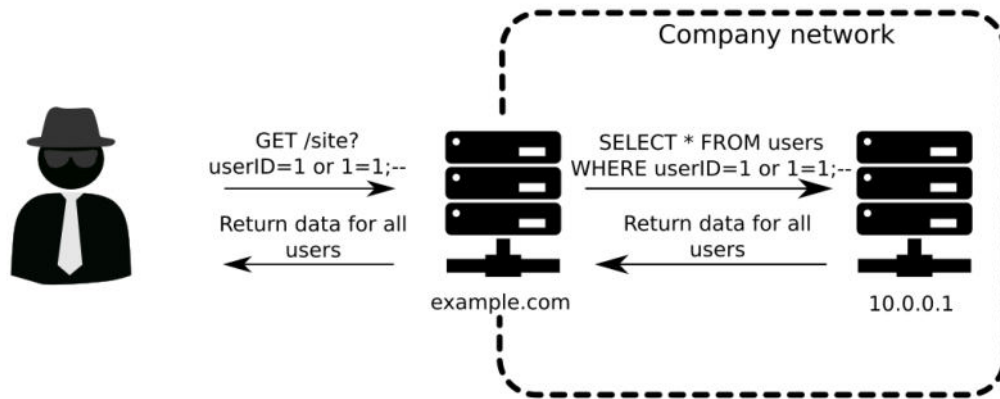 Company network
GET /site?
userID=1 or 1=1;--
SELECT * FROM users
WHERE userID=1 or 1=1;--
Return data for all
users
Return data for all
users
example.com
10.0.0.1